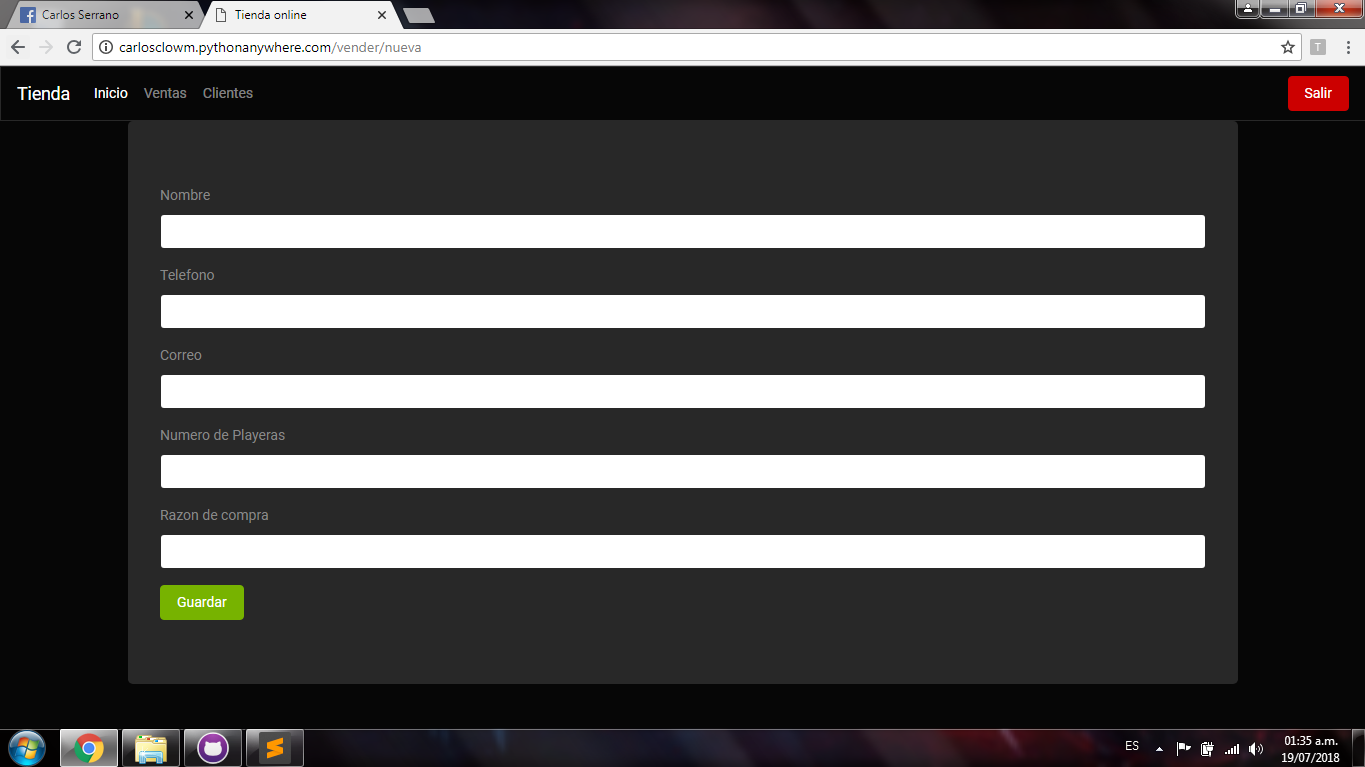 Carlos Serrano
Tienda online
carlosclowm.pythonanywhere.com/vender/nueva
T
Tienda Inicio Ventas Clientes Salir
Nombre
Telefono
Correo
Numero de Playeras
Razon de compra
Guardar
ES
01:35 a.m.
19/07/2018